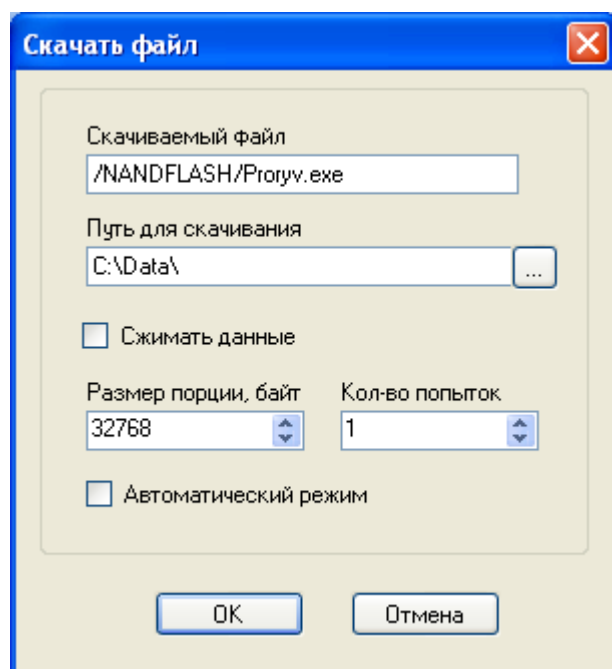 Скачать файл
Скачиваемый файл
/NANDFLASH/Proryv.exe
Путь для скачивания
C:\Data\
...
Сжимать данные
Размер порции, байт Кол-во попыток
32768 1
Автоматический режим
OK Отмена